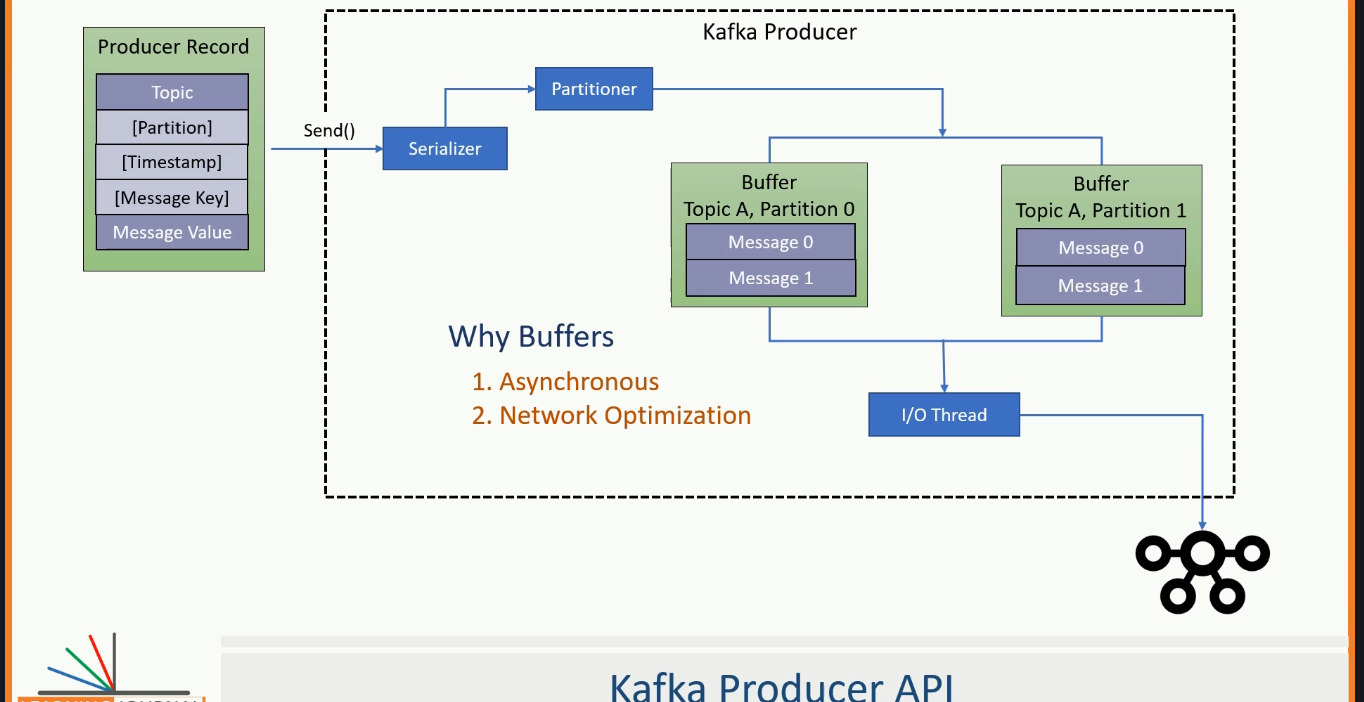 Kafka Producer
Producer Record
Topic
[Partition]
[Timestamp]
[Message Key]
Message Value
Send()
Serializer
Partitioner
Buffer
Topic A, Partition 0
Message 0
Message 1
Buffer
Topic A, Partition 1
Message 0
Message 1
Why Buffers
1. Asynchronous
2. Network Optimization
I/O Thread
Kafka Producer API